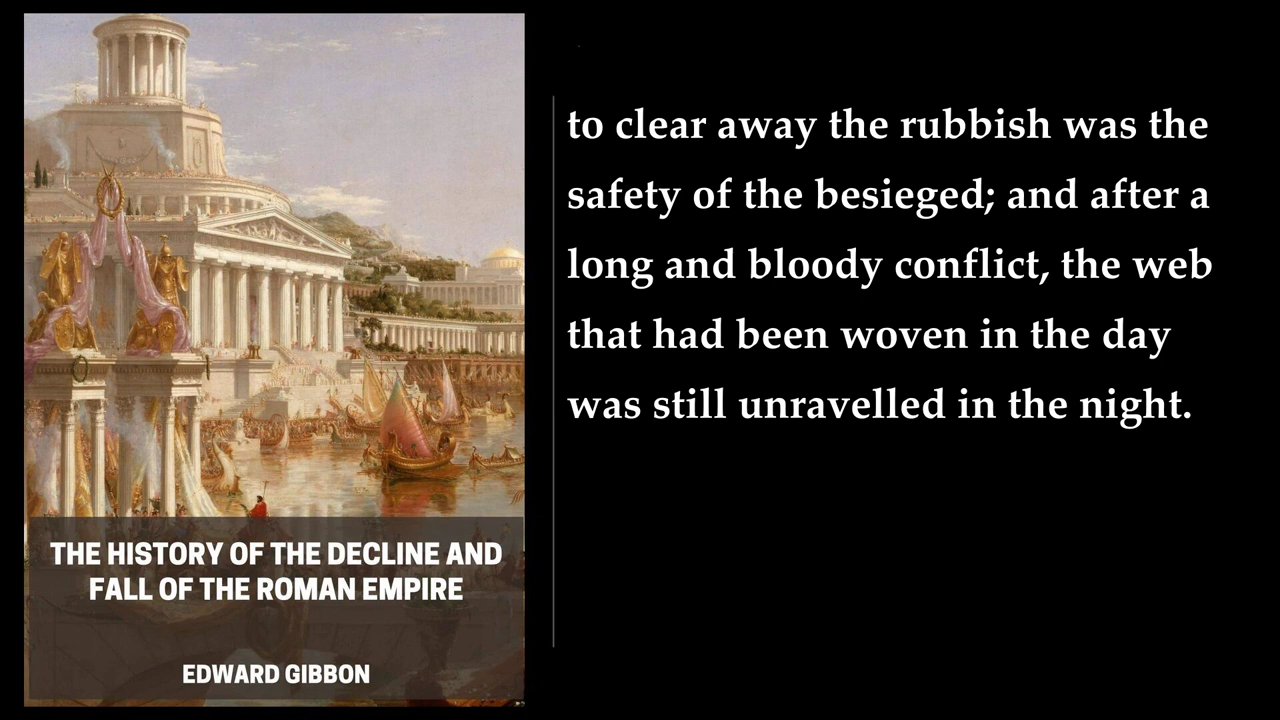 to clear away the rubbish was the
safety of the besieged; and after a
long and bloody conflict, the web
that had been woven in the day
was still unravelled in the night.
THE HISTORY OF THE DECLINE AND
FALL OF THE ROMAN EMPIRE
EDWARD GIBBON